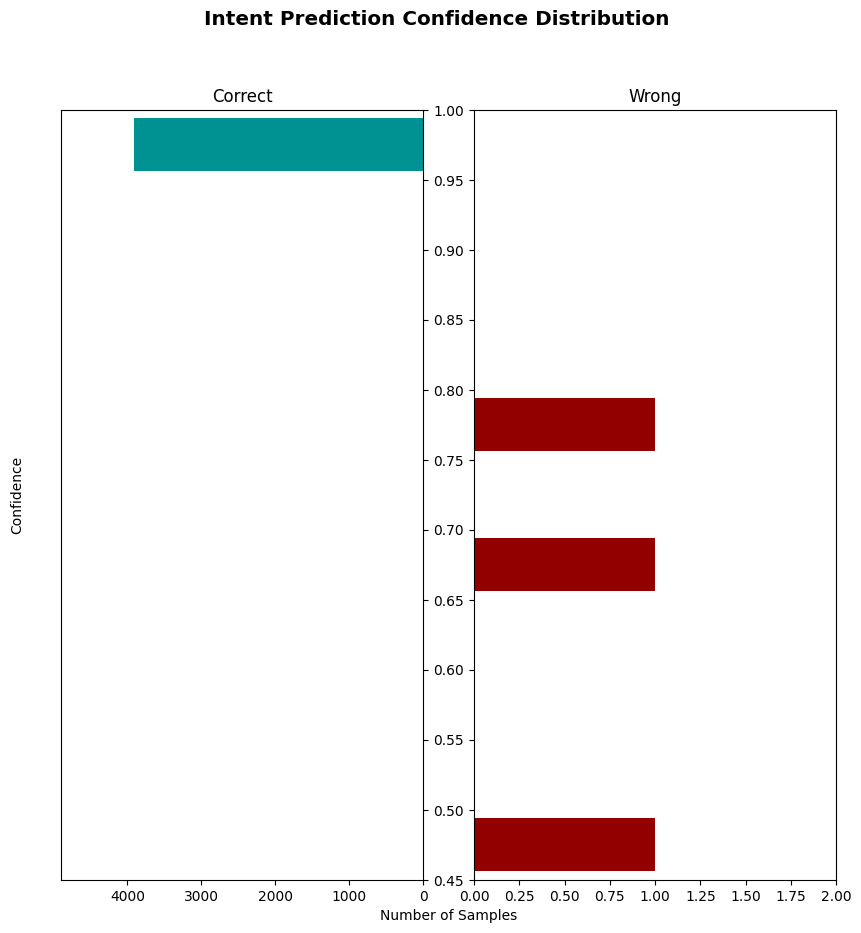 Intent Prediction Confidence Distribution
Correct
Wrong
1.00
0.95
0.90
0.85
0.80
0.75
0.70
0.65
0.60
0.55
0.50
0.45
Confidence
4000 3000 2000 1000 0
0.00 0.25 0.50 0.75 1.00 1.25 1.50 1.75 2.00
Number of Samples